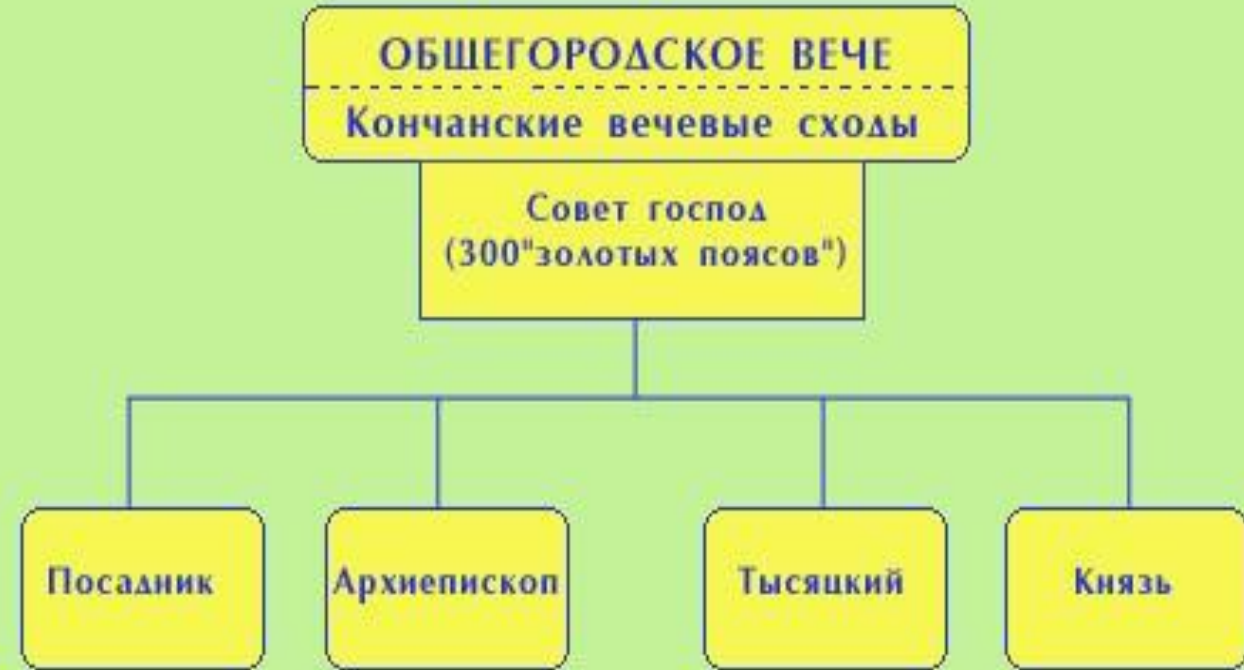 ОБЩЕГОРОДСКОЕ ВЕЧЕ
Кончанские вечевые сходы
Совет господ
(300"золотых поясов")
Посадник
Архиепископ
Тысяцкий
Князь